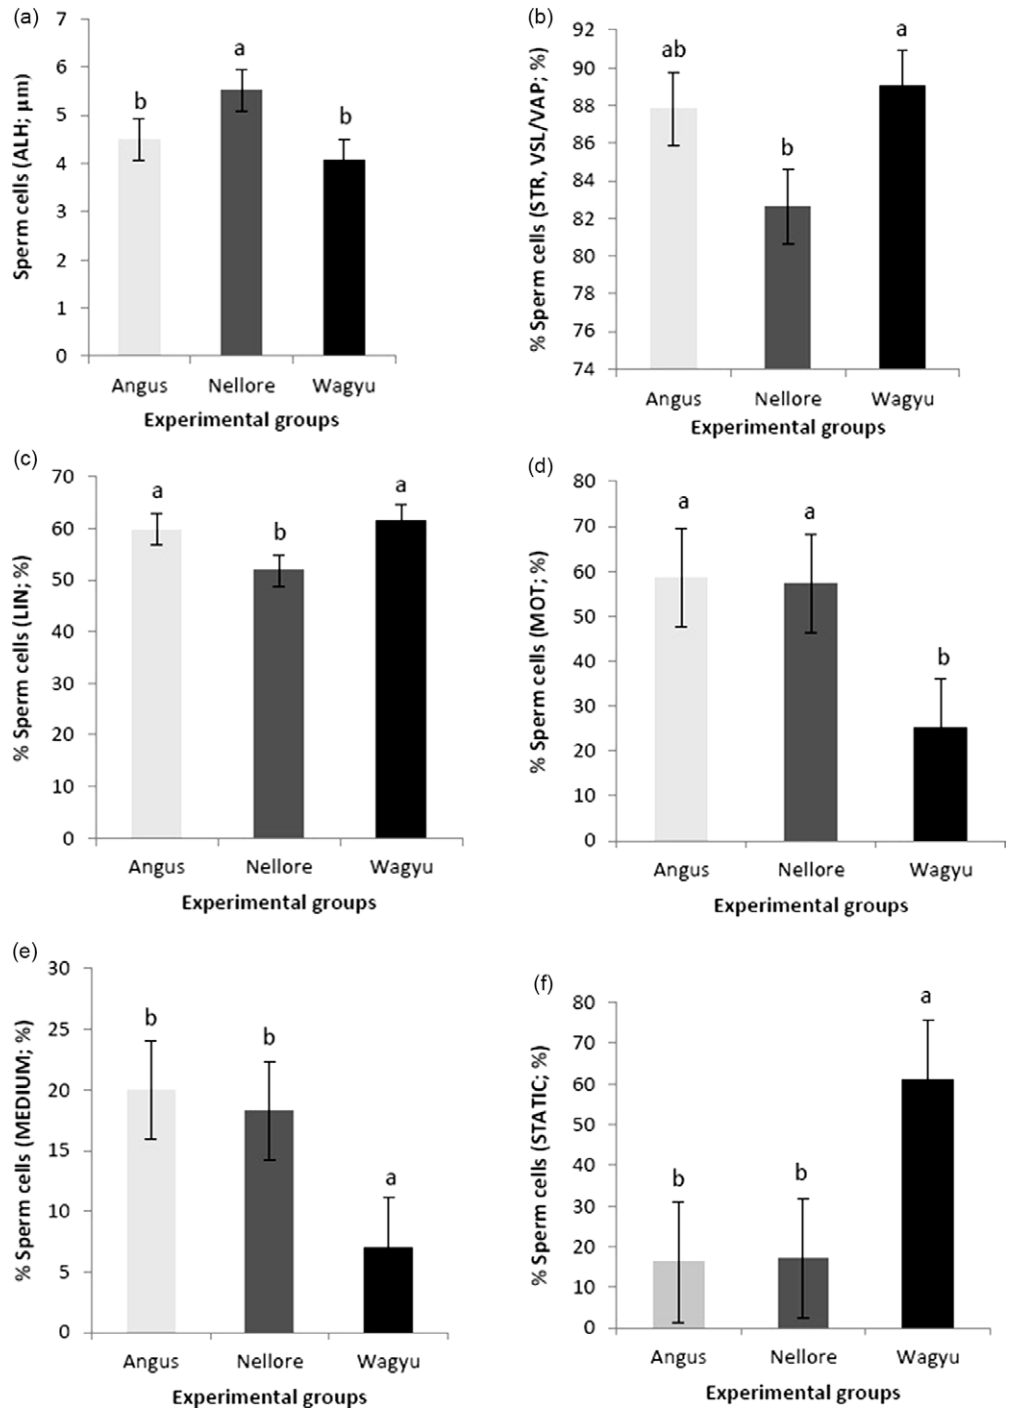 (a)
Sperm cells (ALH; µm)
7
6
5
4
3
2
1
0
b
a
b
Angus Nellore Wagyu
Experimental groups
(b)
% Sperm cells (STR, VSL/VAP; %)
92
90
88
86
84
82
80
78
76
74
ab
b
a
Angus Nellore Wagyu
Experimental groups
(c)
% Sperm cells (LIN; %)
70
60
50
40
30
20
10
0
a
b
a
Angus Nellore Wagyu
Experimental groups
(d)
% Sperm cells (MOT; %)
80
70
60
50
40
30
20
10
0
a
a
b
Angus Nellore Wagyu
Experimental groups
(e)
% Sperm cells (MEDIUM; %)
30
25
20
15
10
5
0
b
b
a
Angus Nellore Wagyu
Experimental groups
(f)
% Sperm cells (STATIC; %)
80
70
60
50
40
30
20
10
0
b
b
a
Angus Nellore Wagyu
Experimental groups